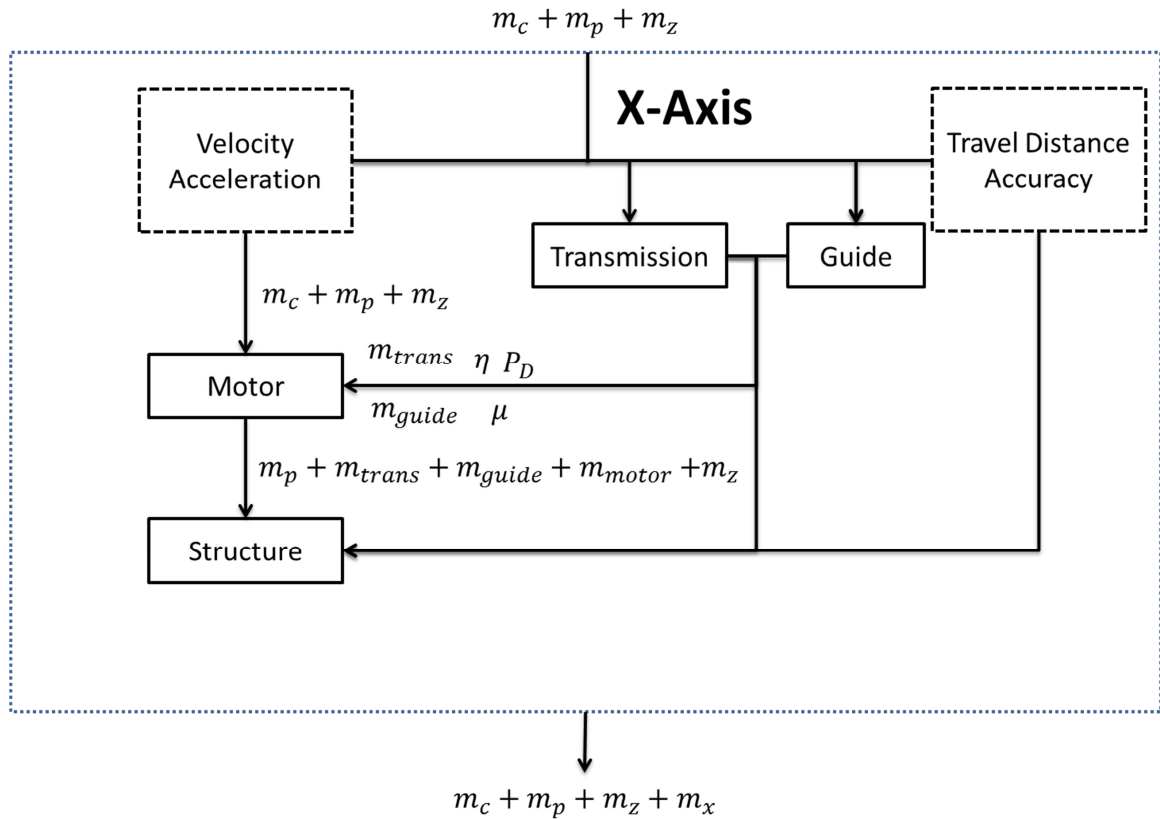 m_c + m_p + m_z
X-Axis
Velocity
Acceleration
Travel Distance
Accuracy
Transmission
Guide
m_c + m_p + m_z
m_trans η P_D
Motor
m_guide μ
m_p + m_trans + m_guide + m_motor +m_z
Structure
m_c + m_p + m_z + m_x